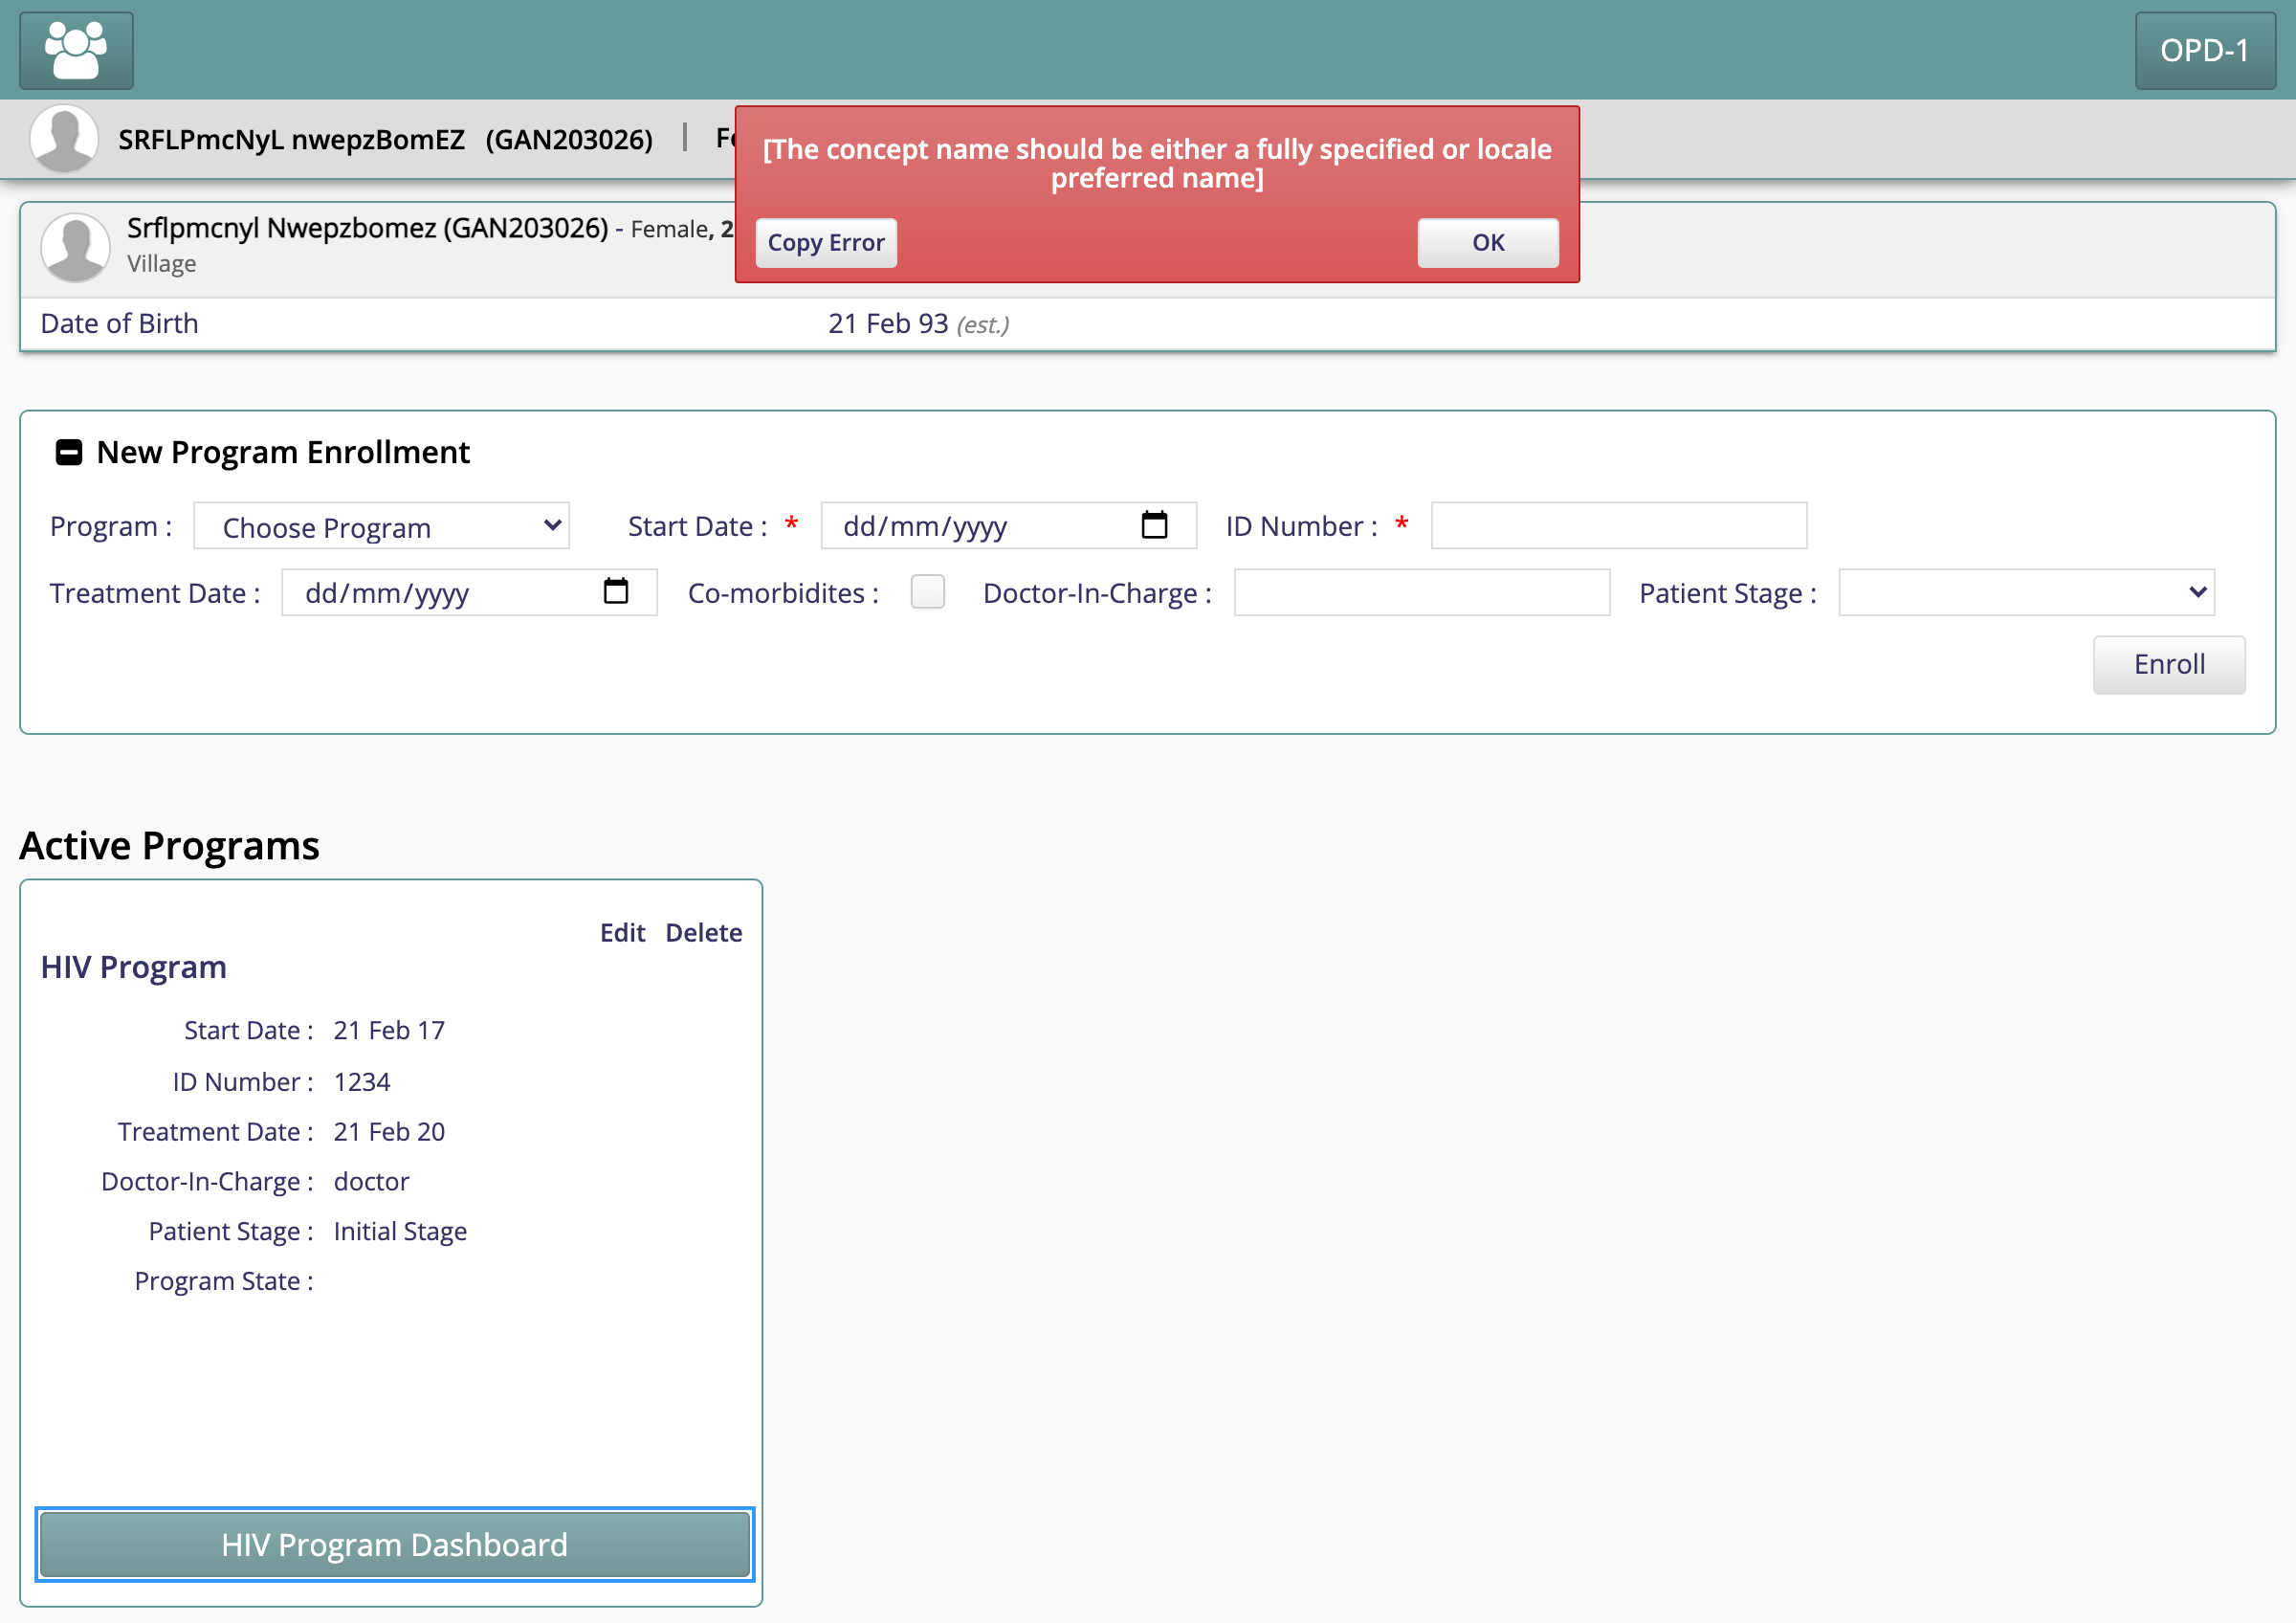 OPD-1
SRFLPmcNyL nwepzBomEZ (GAN203026) |
[The concept name should be either a fully specified or locale
preferred name]
Copy Error OK
Srflpmcnyl Nwepzbomez (GAN203026) - Female, 2
Village
Date of Birth 21 Feb 93 (est.)
New Program Enrollment
Program : Choose Program Start Date : * dd/mm/yyyy ID Number : *
Treatment Date : dd/mm/yyyy Co-morbidites : Doctor-In-Charge : Patient Stage :
Enroll
Active Programs
Edit Delete
HIV Program
Start Date : 21 Feb 17
ID Number : 1234
Treatment Date : 21 Feb 20
Doctor-In-Charge : doctor
Patient Stage : Initial Stage
Program State :
HIV Program Dashboard